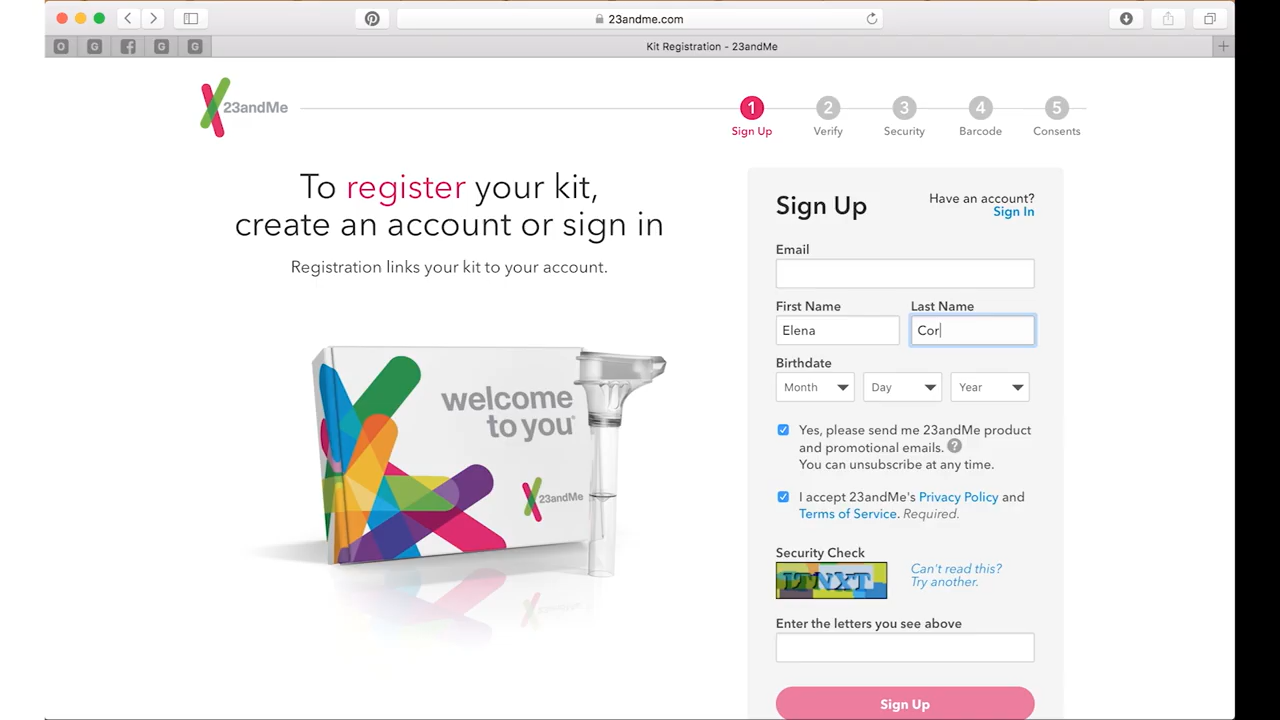 23andme.com
O
G
G
G
Kit Registration - 23andMe
23andMe
1
2
3
4
5
Sign Up
Verify
Security
Barcode
Consents
To register your kit,
create an account or sign in
Registration links your kit to your account.
welcome
to you
23andMe
Sign Up
Have an account?
Sign In
Email
First Name
Last Name
Elena
Cor
Birthdate
Month
Day
Year
Yes, please send me 23andMe product
and promotional emails. ?
You can unsubscribe at any time.
I accept 23andMe's Privacy Policy and
Terms of Service. Required.
Security Check
Can't read this?
Try another.
Enter the letters you see above
Sign Up